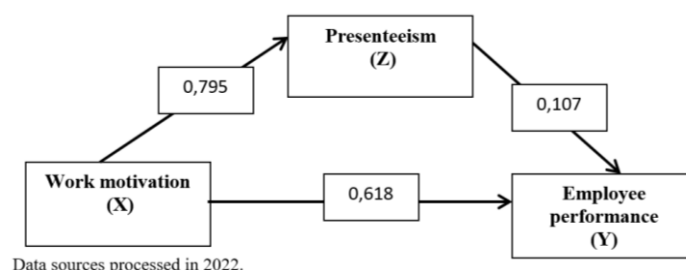 Presenteeism
(Z)
0,795
0,107
Work motivation
(X)
0,618
Employee
performance
(Y)
Data sources processed in 2022.